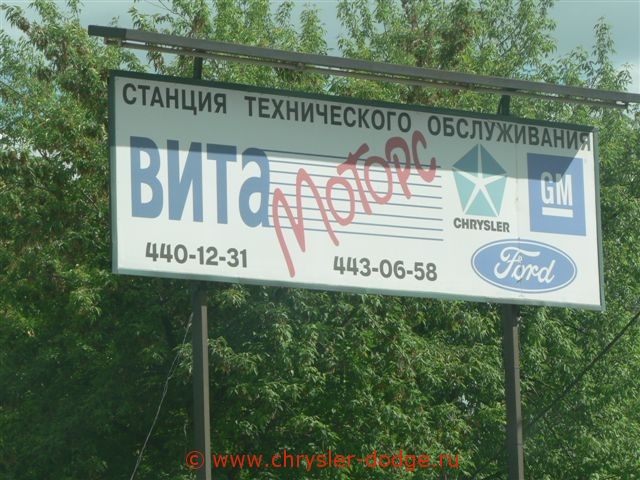 СТАНЦИЯ ТЕХНИЧЕСКОГО ОБСЛУЖИВАНИЯ
ВИТА МОТОРС
CHRYSLER
GM
Ford
440-12-31 443-06-58
© www.chrysler-dodge.ru